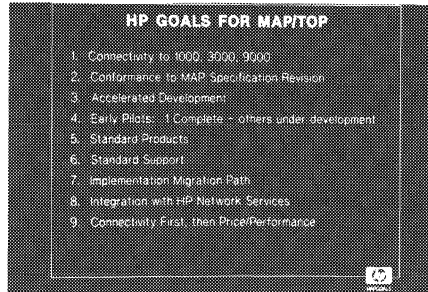 HP GOALS FOR MAP/TOP
1. Connectivity to 1000, 3000, 9000
2. Conformance to MAP Specification Revision
3. Accelerated Development
4. Early Pilots: 1 Complete - others under development
5. Standard Products
6. Standard Support
7. Implementation Migration Path
8. Integration with HP Network Services
9. Connectivity First, then Price/Performance
hp
MAPGOALS